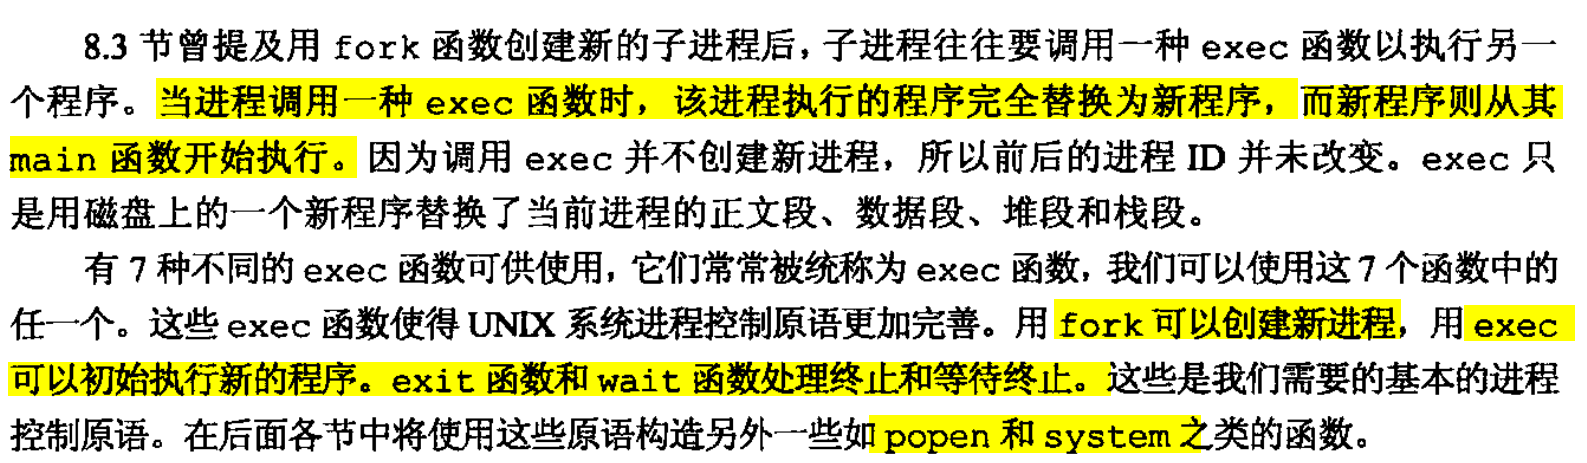 8.3 节曾提及用 fork 函数创建新的子进程后，子进程往往要调用一种 exec 函数以执行另一
个程序。当进程调用一种 exec 函数时，该进程执行的程序完全替换为新程序，而新程序则从其
main 函数开始执行。因为调用 exec 并不创建新进程，所以前后的进程 ID 并未改变。exec 只
是用磁盘上的一个新程序替换了当前进程的正文段、数据段、堆段和栈段。
有 7 种不同的 exec 函数可供使用，它们常常被统称为 exec 函数，我们可以使用这 7 个函数中的
任一个。这些 exec 函数使得 UNIX 系统进程控制原语更加完善。用 fork 可以创建新进程，用 exec
可以初始执行新的程序。exit 函数和 wait 函数处理终止和等待终止。这些是我们需要的基本的进程
控制原语。在后面各节中将使用这些原语构造另外一些如 popen 和 system 之类的函数。